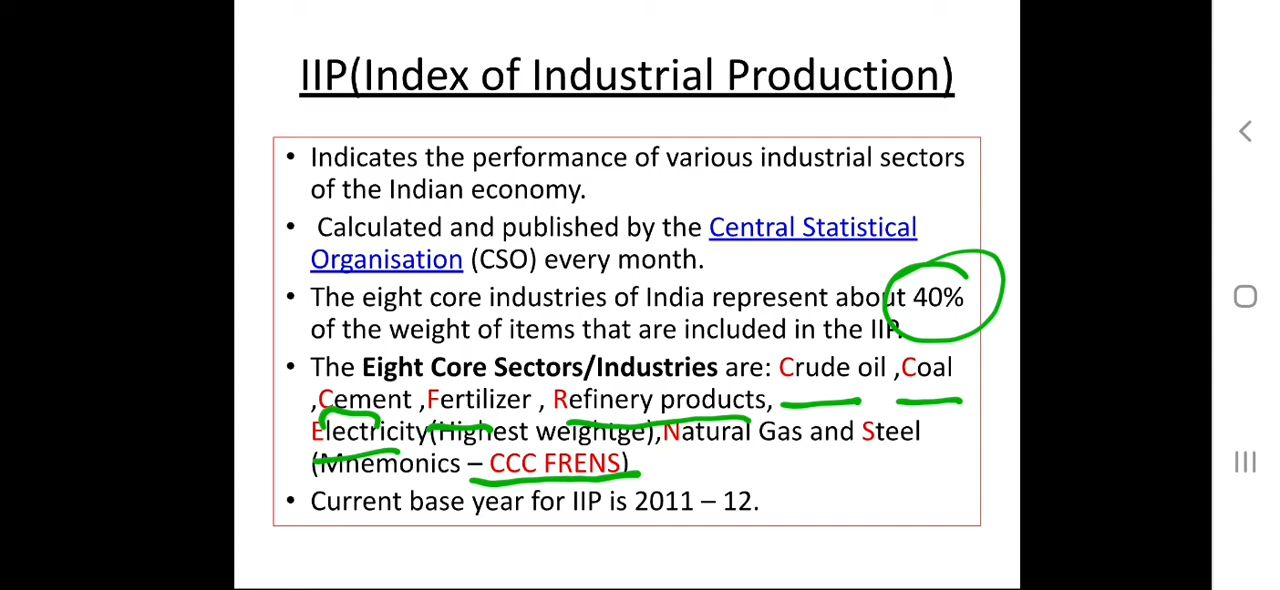 IIP(Index of Industrial Production)
• Indicates the performance of various industrial sectors
of the Indian economy.
• Calculated and published by the Central Statistical
Organisation (CSO) every month.
• The eight core industries of India represent about 40%
of the weight of items that are included in the IIP.
• The Eight Core Sectors/Industries are: Crude oil ,Coal
,Cement ,Fertilizer , Refinery products,
Electricity(Highest weightge),Natural Gas and Steel
(Mnemonics – CCC FRENS)
• Current base year for IIP is 2011 – 12.